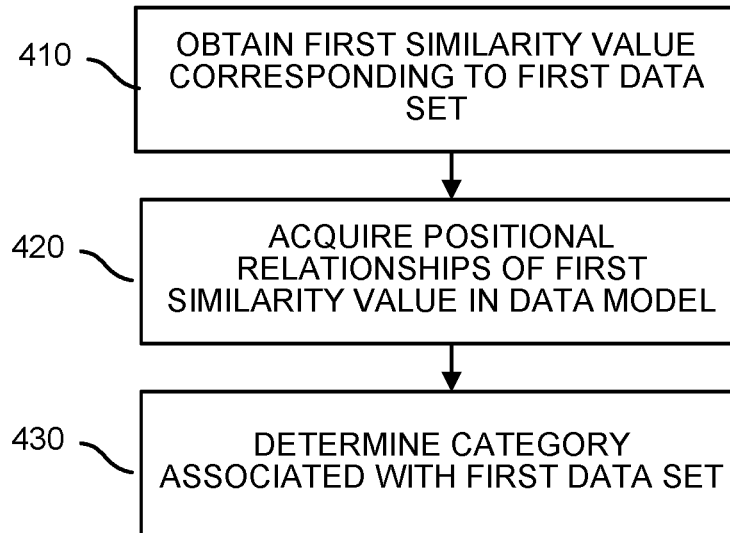 410
OBTAIN FIRST SIMILARITY VALUE
CORRESPONDING TO FIRST DATA
SET
420
ACQUIRE POSITIONAL
RELATIONSHIPS OF FIRST
SIMILARITY VALUE IN DATA MODEL
430
DETERMINE CATEGORY
ASSOCIATED WITH FIRST DATA SET